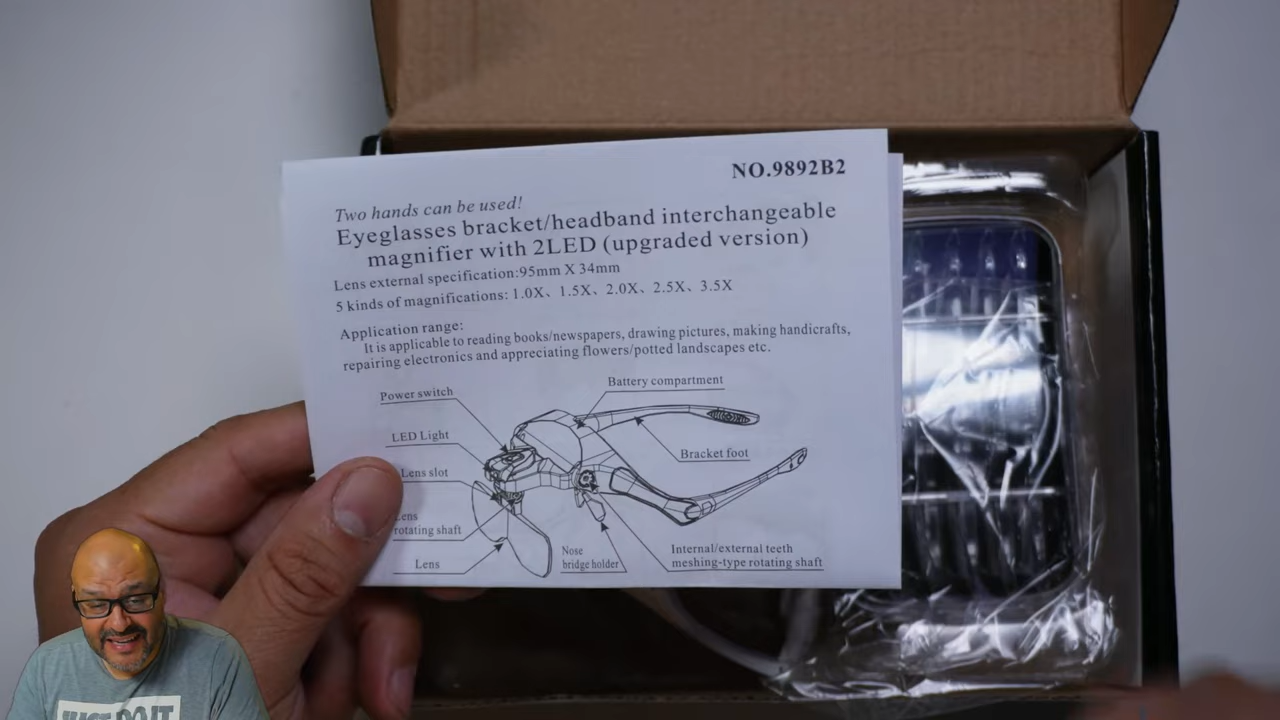 NO.9892B2
Two hands can be used!
Eyeglasses bracket/headband interchangeable
magnifier with 2LED (upgraded version)
Lens external specification:95mm X 34mm
5 kinds of magnifications: 1.0X、1.5X、2.0X、2.5X、3.5X
Application range:
It is applicable to reading books/newspapers, drawing pictures, making handicrafts,
repairing electronics and appreciating flowers/potted landscapes etc.
Battery compartment
Power switch
LED Light
Bracket foot
Lens slot
Lens
rotating shaft
Lens
Nose
bridge holder
Internal/external teeth
meshing-type rotating shaft
JUST DO IT